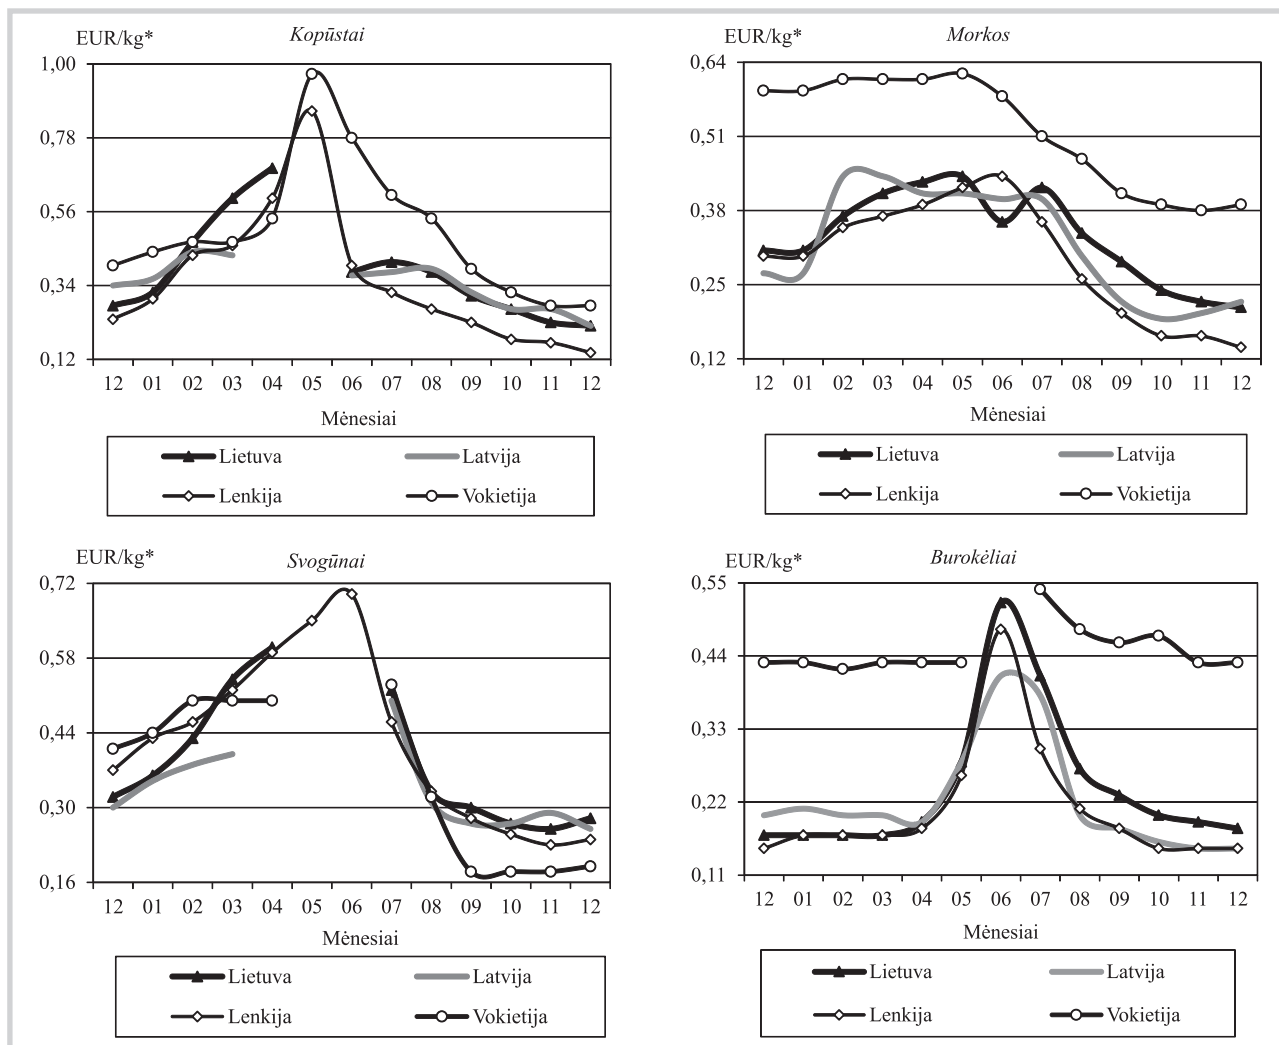 EUR/kg*
Kopūstai
1,00
0,78
0,56
0,34
0,12
12 01 02 03 04 05 06 07 08 09 10 11 12
Mėnesiai
Lietuva Latvija
Lenkija Vokietija
EUR/kg*
Morkos
0,64
0,51
0,38
0,25
0,12
12 01 02 03 04 05 06 07 08 09 10 11 12
Mėnesiai
Lietuva Latvija
Lenkija Vokietija
EUR/kg*
Svogūnai
0,72
0,58
0,44
0,30
0,16
12 01 02 03 04 05 06 07 08 09 10 11 12
Mėnesiai
Lietuva Latvija
Lenkija Vokietija
EUR/kg*
Burokėliai
0,55
0,44
0,33
0,22
0,11
12 01 02 03 04 05 06 07 08 09 10 11 12
Mėnesiai
Lietuva Latvija
Lenkija Vokietija